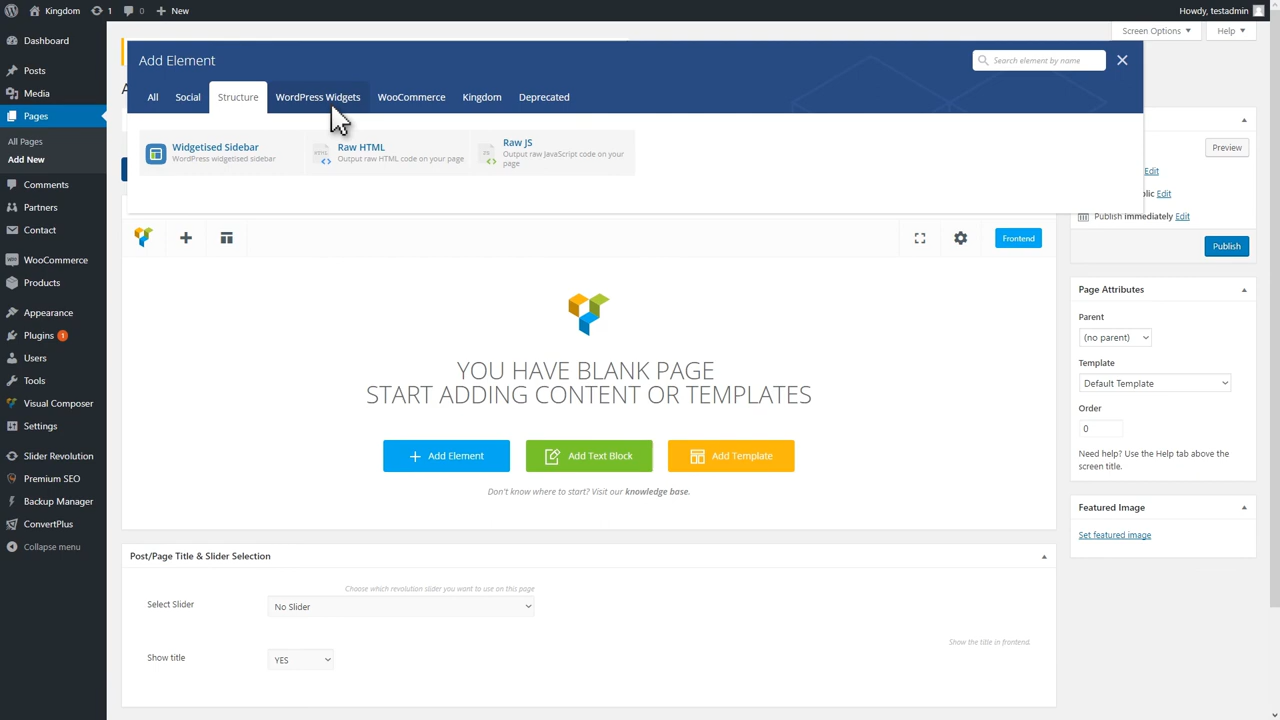 Kingdom 1 0 + New Howdy, testadmin
Screen Options Help
Dashboard
Posts
Media
Pages
All Pages
Add New
Comments
Partners
Contact
WooCommerce
Products
Appearance
Plugins 1
Users
Tools
Visual Composer
Settings
Slider Revolution
Premium SEO
Backup Manager
ConvertPlus
Collapse menu
Add Element
Search element by name
All Social Structure WordPress Widgets WooCommerce Kingdom Deprecated
Widgetised Sidebar
WordPress widgetised sidebar
Raw HTML
Output raw HTML code on your page
Raw JS
Output raw JavaScript code on your
page
Frontend
YOU HAVE BLANK PAGE
START ADDING CONTENT OR TEMPLATES
Add Element Add Text Block Add Template
Don't know where to start? Visit our knowledge base.
Post/Page Title & Slider Selection
Choose which revolution slider you want to use on this page
Select Slider No Slider
Show the title in frontend.
Show title YES
Preview
Edit
blic Edit
Publish immediately Edit
Publish
Page Attributes
Parent
(no parent)
Template
Default Template
Order
0
Need help? Use the Help tab above the
screen title.
Featured Image
Set featured image